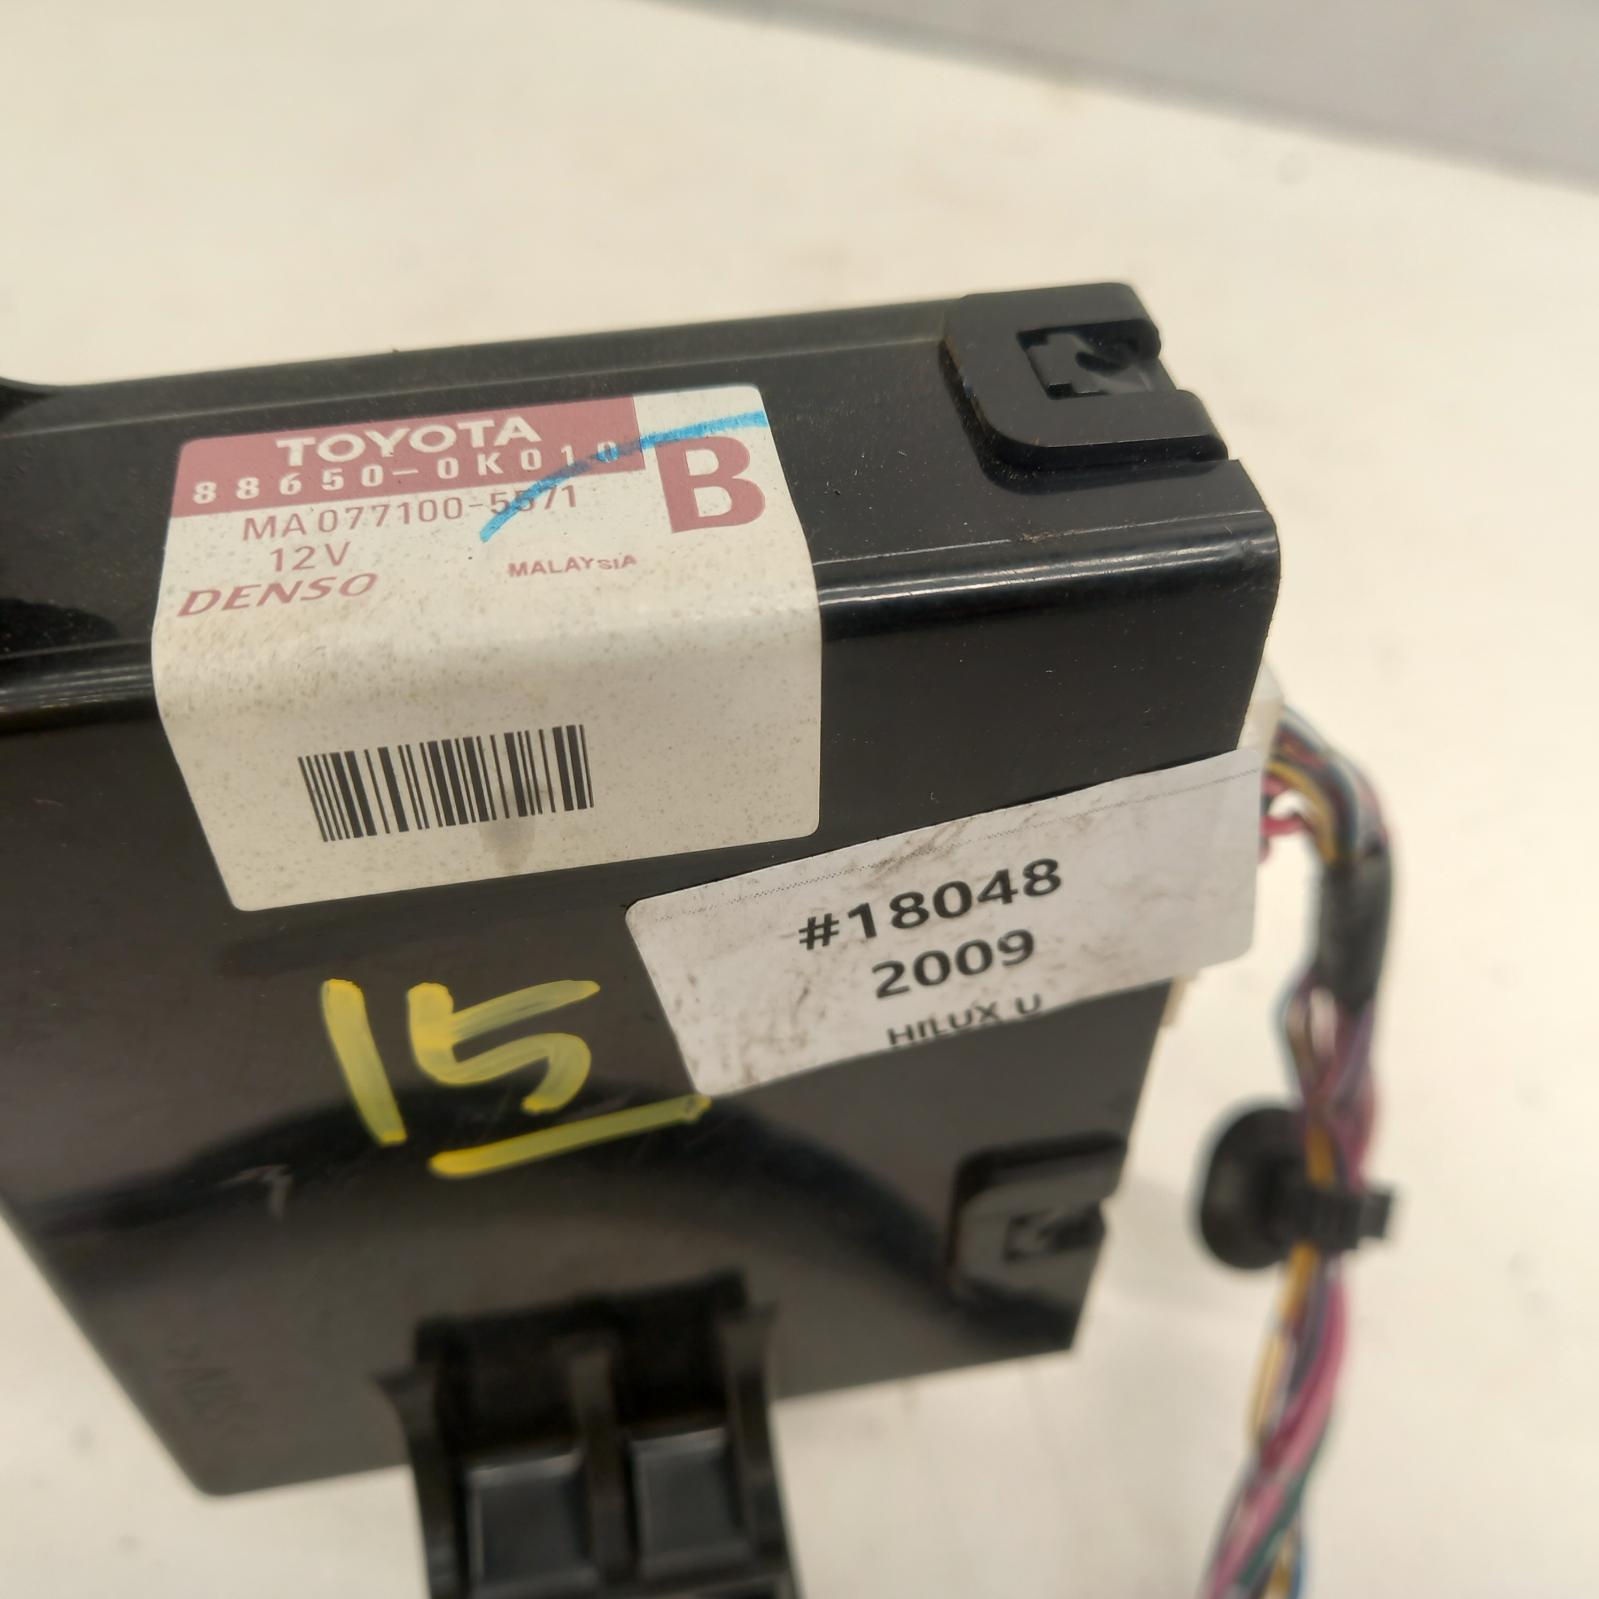 TOYOTA
88650-0K010
B
MA077100-5571
12V
MALAYSIA
DENSO
#18048
2009
HILUX U
15